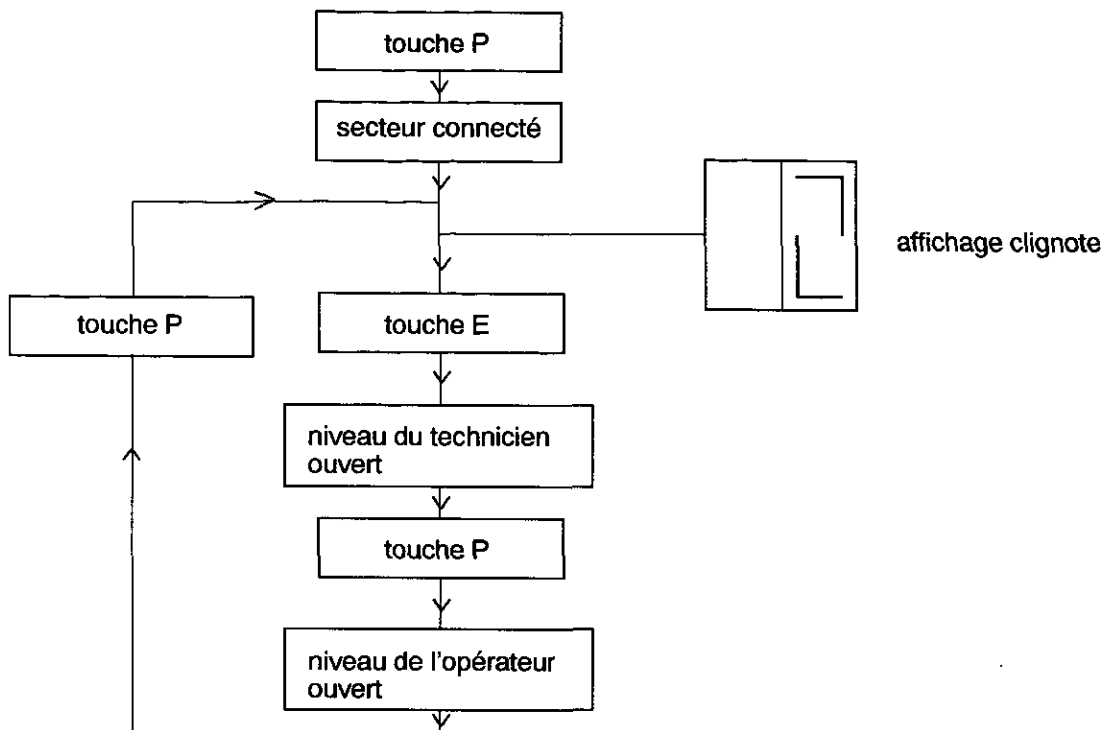 touche P
secteur connecté
affichage clignote
touche P
touche E
niveau du technicien
ouvert
touche P
niveau de l'opérateur
ouvert